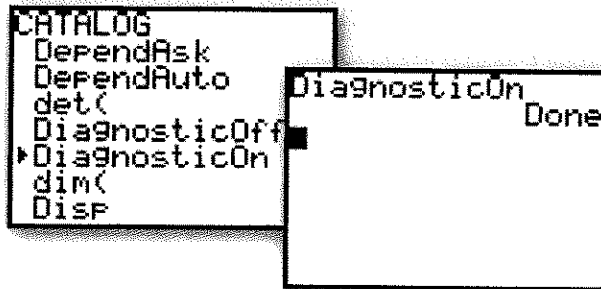 CATALOG
DependAsk
DependAuto
det(
DiagnosticOff
▸DiagnosticOn
dim(
Disp
DiagnosticOn
Done